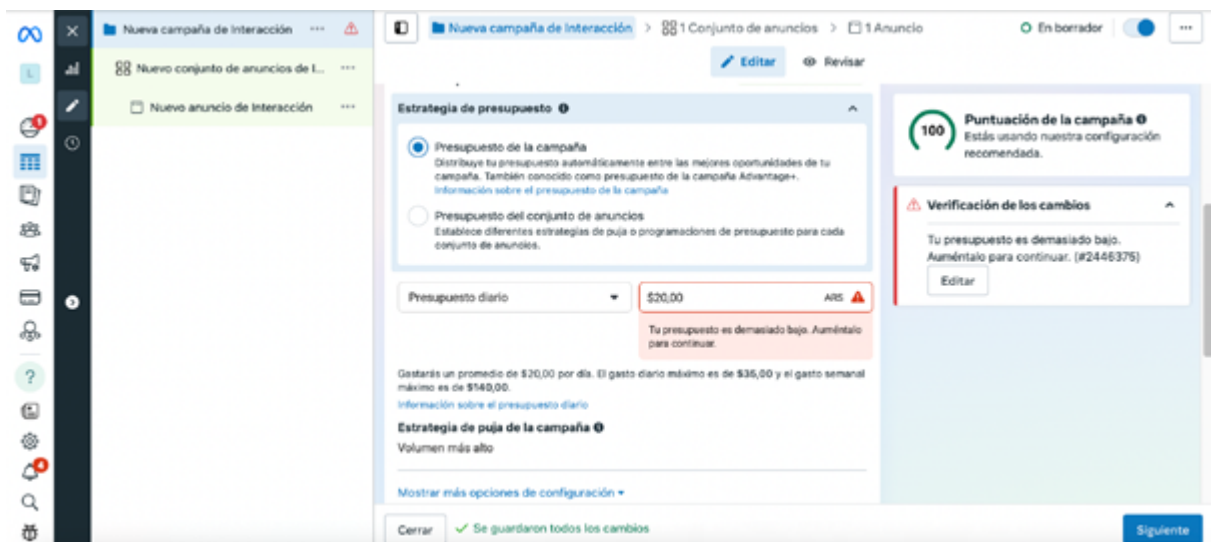 Nueva campaña de Interacción
Nuevo conjunto de anuncios de I...
Nuevo anuncio de Interacción
L
4
?
Nueva campaña de Interacción > 1 Conjunto de anuncios > 1 Anuncio
En borrador
Editar
Revisar
Estrategia de presupuesto
Presupuesto de la campaña
Distribuye tu presupuesto automáticamente entre las mejores oportunidades de tu
campaña. También conocido como presupuesto de la campaña Advantage+.
Información sobre el presupuesto de la campaña
Presupuesto del conjunto de anuncios
Establece diferentes estrategias de puja o programaciones de presupuesto para cada
conjunto de anuncios.
Presupuesto diario
$20,00 ARS
Tu presupuesto es demasiado bajo. Auméntalo
para continuar.
Gastarás un promedio de $20,00 por día. El gasto diario máximo es de $35,00 y el gasto semanal
máximo es de $140,00.
Información sobre el presupuesto diario
Estrategia de puja de la campaña
Volumen más alto
Mostrar más opciones de configuración
Cerrar
Se guardaron todos los cambios
Siguiente
100
Puntuación de la campaña
Estás usando nuestra configuración
recomendada.
Verificación de los cambios
Tu presupuesto es demasiado bajo.
Auméntalo para continuar. (#2446375)
Editar